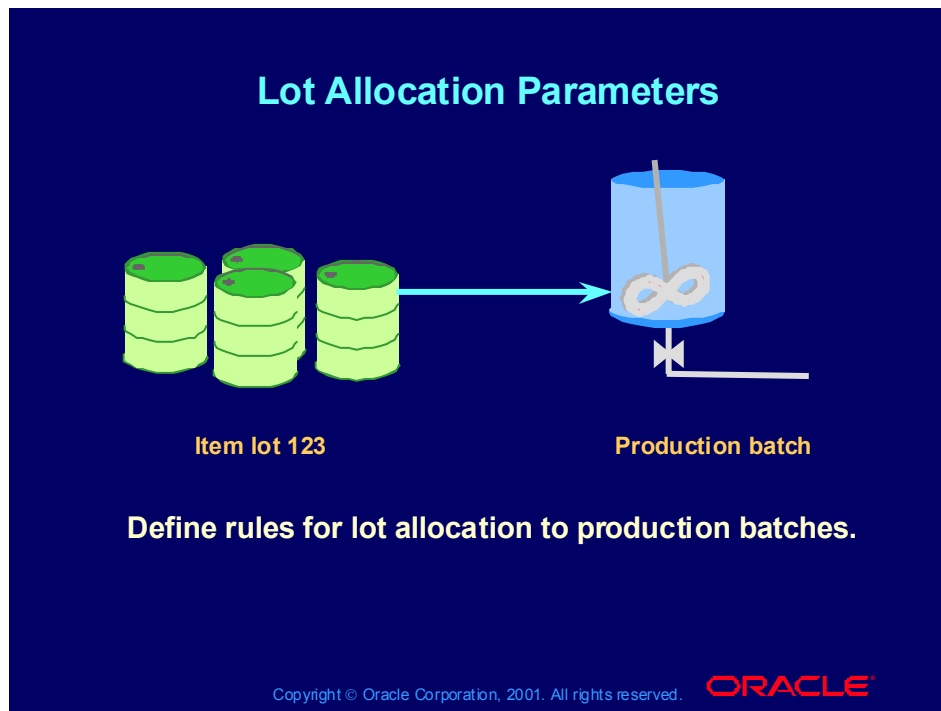 Lot Allocation Parameters
Item lot 123
Production batch
Define rules for lot allocation to production batches.
Copyright © Oracle Corporation, 2001. All rights reserved.
ORACLE®